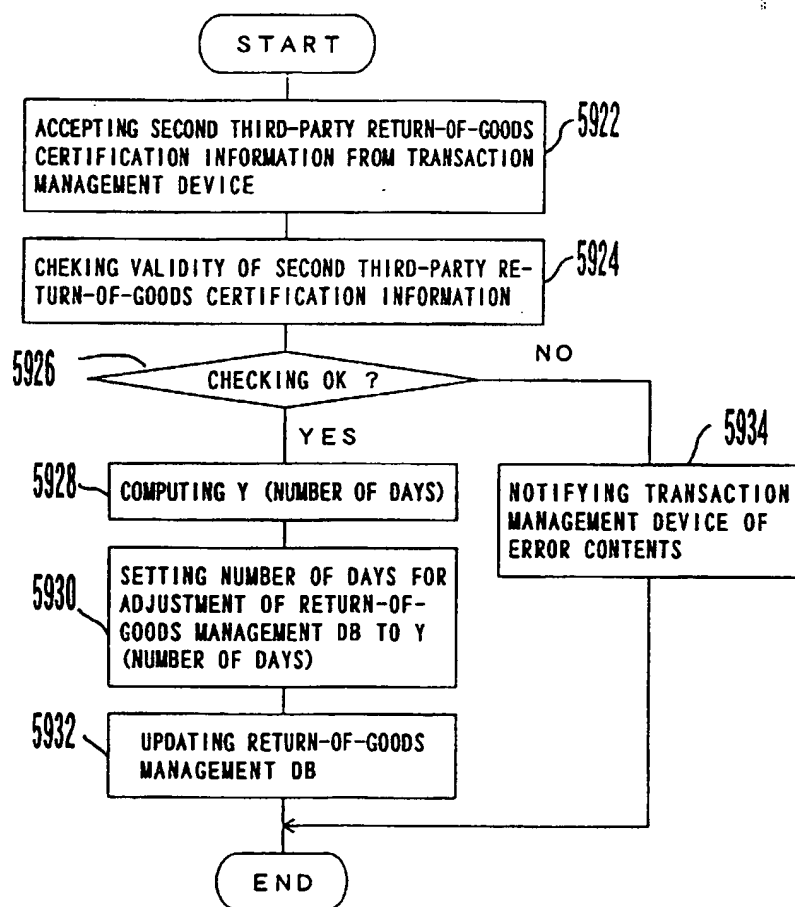 START
ACCEPTING SECOND THIRD-PARTY RETURN-OF-GOODS
CERTIFICATION INFORMATION FROM TRANSACTION
MANAGEMENT DEVICE
5922
CHEKING VALIDITY OF SECOND THIRD-PARTY RE-
TURN-OF-GOODS CERTIFICATION INFORMATION
5924
5926
CHECKING OK ?
NO
YES
5928
COMPUTING Y (NUMBER OF DAYS)
5934
NOTIFYING TRANSACTION
MANAGEMENT DEVICE OF
ERROR CONTENTS
5930
SETTING NUMBER OF DAYS FOR
ADJUSTMENT OF RETURN-OF-
GOODS MANAGEMENT DB TO Y
(NUMBER OF DAYS)
5932
UPDATING RETURN-OF-GOODS
MANAGEMENT DB
END